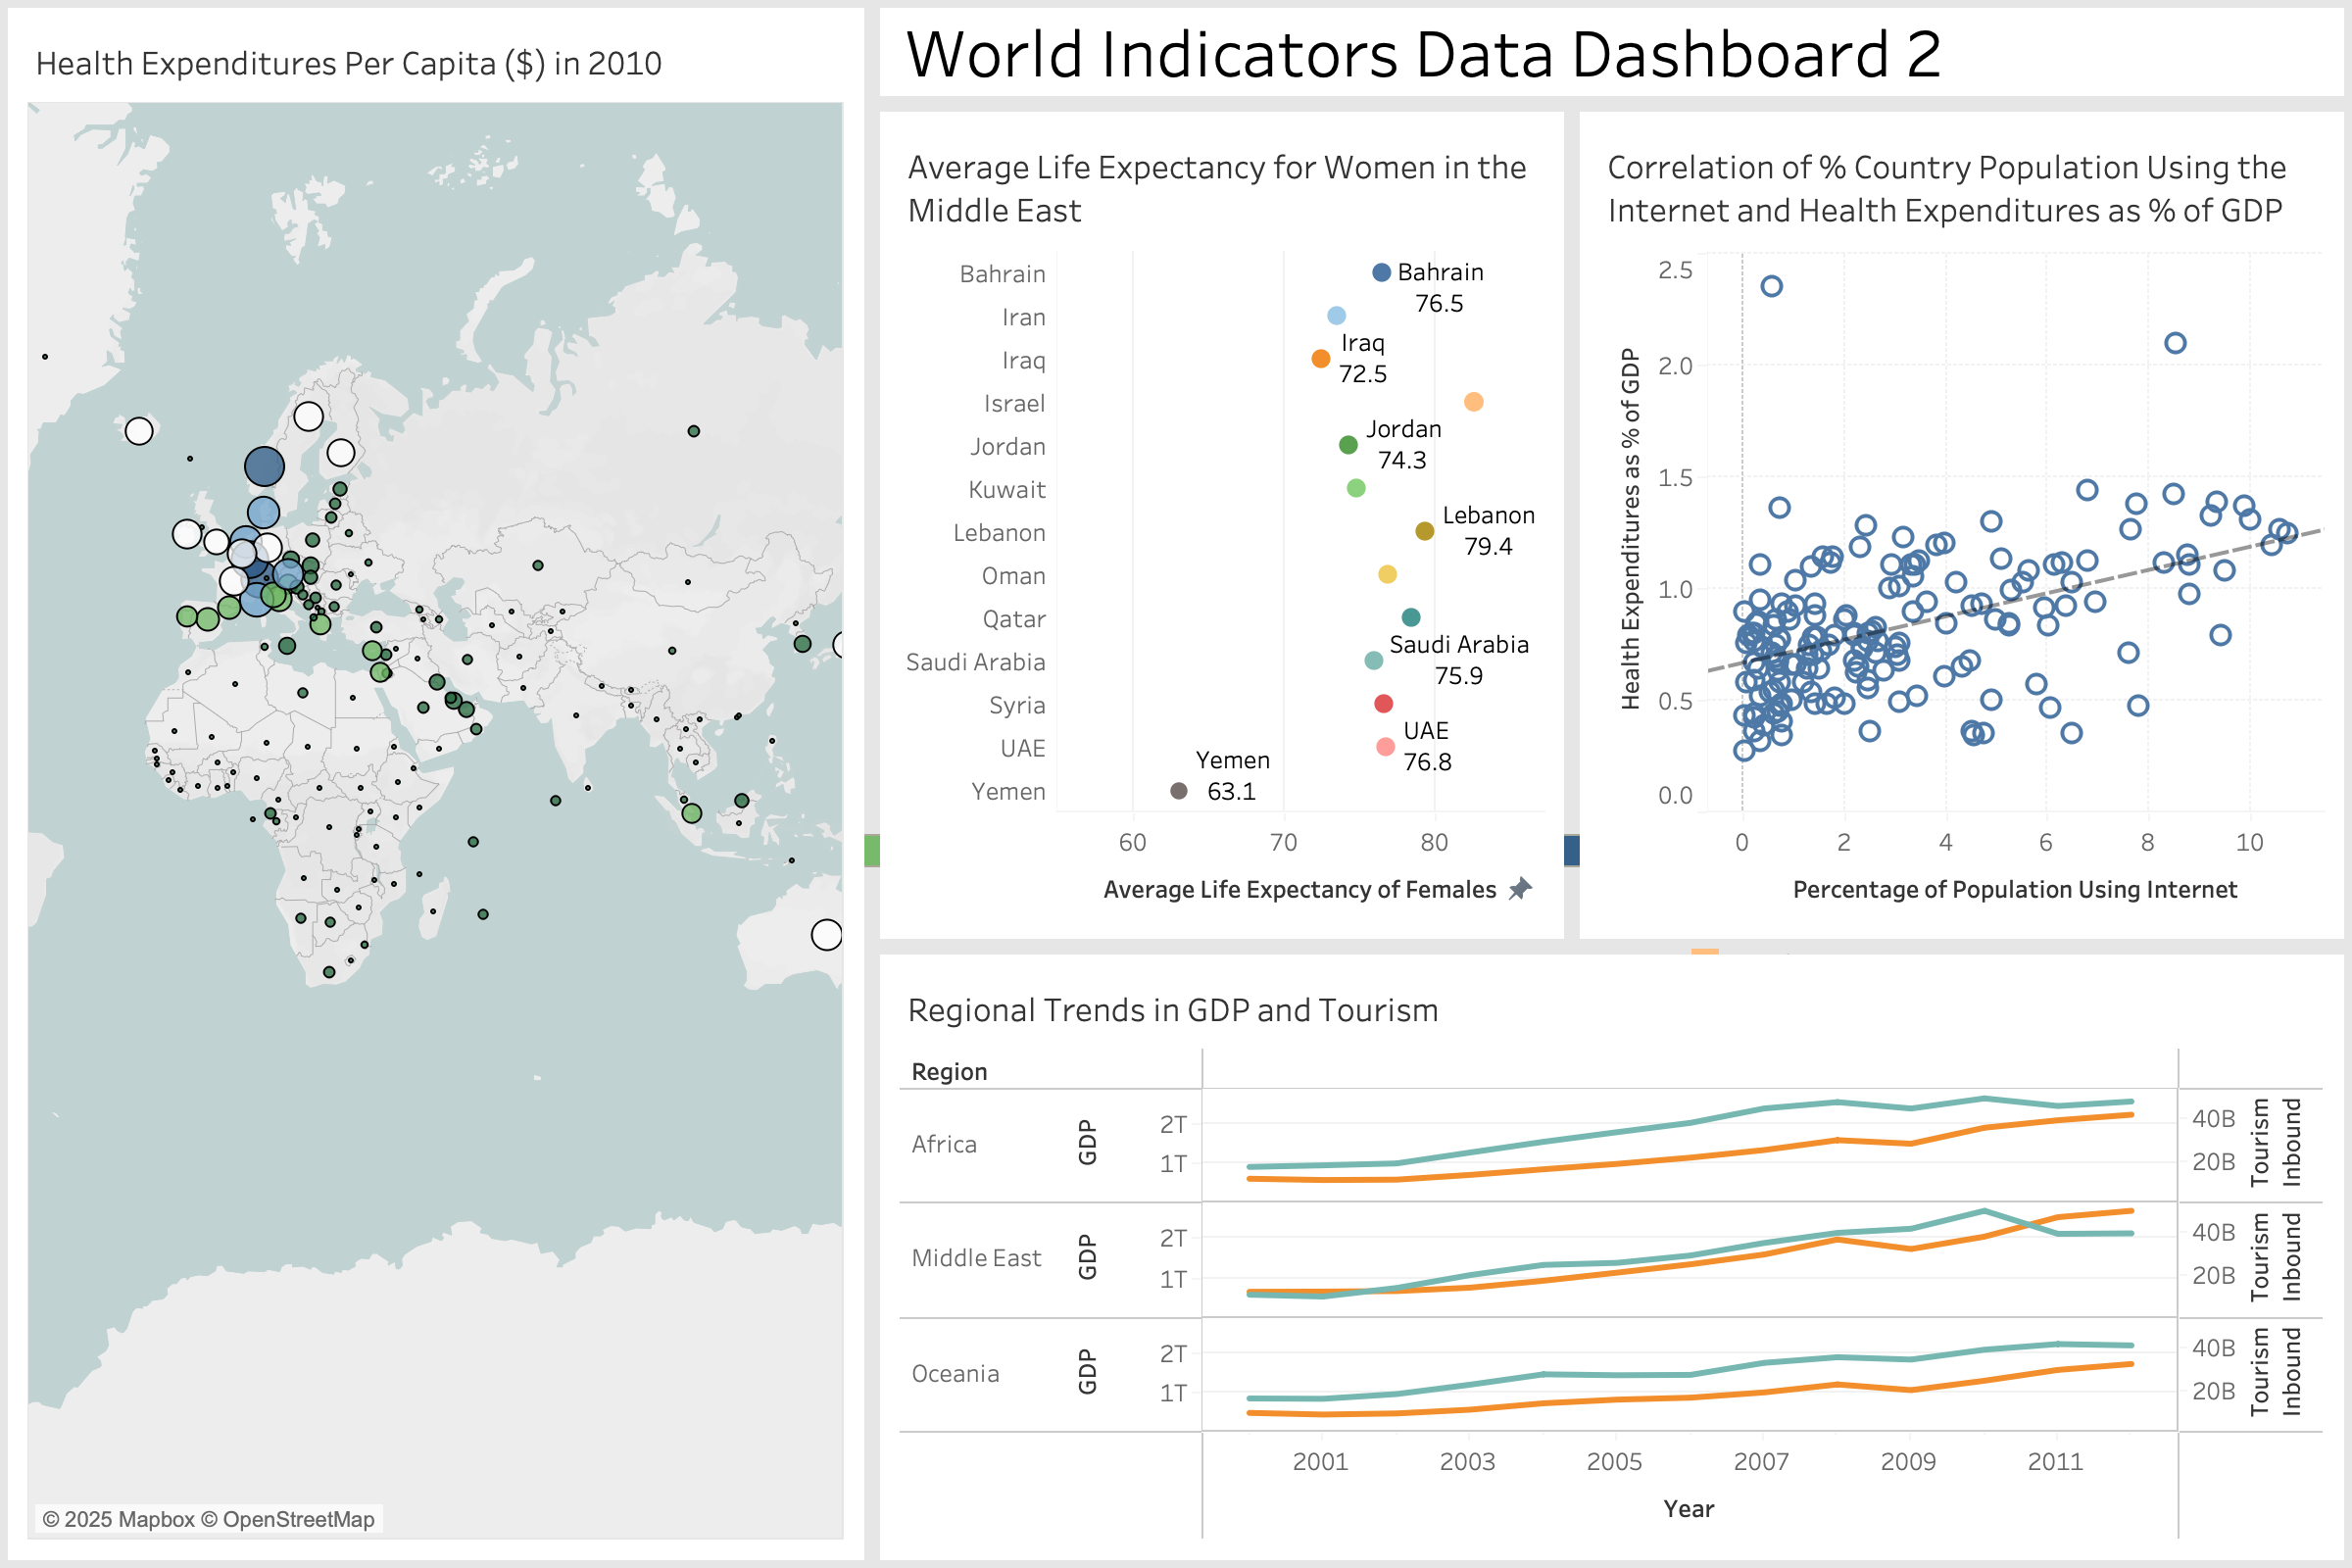 Health Expenditures Per Capita ($) in 2010
© 2025 Mapbox © OpenStreetMap
World Indicators Data Dashboard 2
Average Life Expectancy for Women in the
Middle East
Bahrain
Iran
Iraq
Israel
Jordan
Kuwait
Lebanon
Oman
Qatar
Saudi Arabia
Syria
UAE
Yemen
Bahrain
76.5
Iraq
72.5
Jordan
74.3
Lebanon
79.4
Saudi Arabia
75.9
UAE
76.8
Yemen
63.1
60 70 80
Average Life Expectancy of Females
Correlation of % Country Population Using the
Internet and Health Expenditures as % of GDP
Health Expenditures as % of GDP
2.5
2.0
1.5
1.0
0.5
0.0
0 2 4 6 8 10
Percentage of Population Using Internet
Regional Trends in GDP and Tourism
Region
Africa
GDP
2T
1T
40B
20B
Tourism
Inbound
Middle East
GDP
2T
1T
40B
20B
Tourism
Inbound
Oceania
GDP
2T
1T
40B
20B
Tourism
Inbound
2001 2003 2005 2007 2009 2011
Year